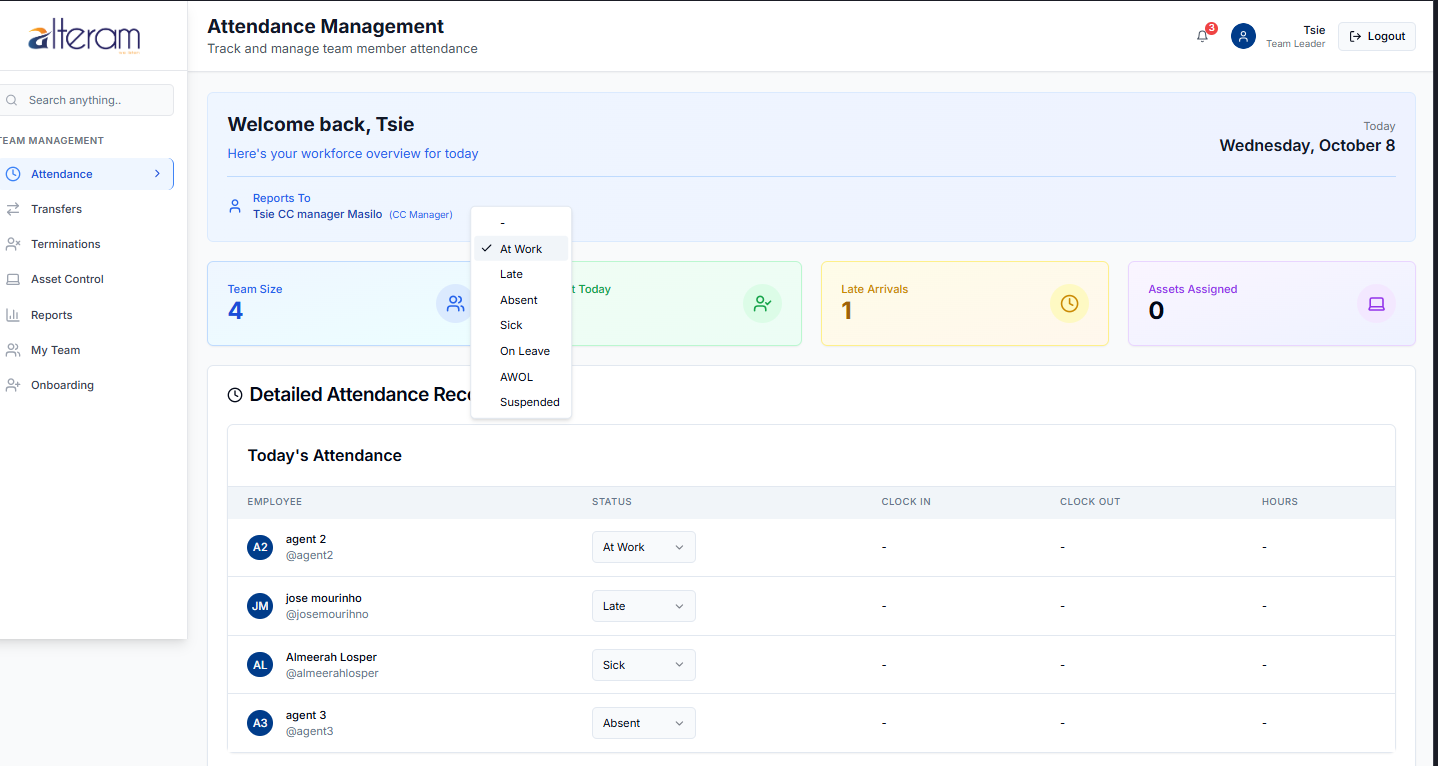 alteram
Attendance Management
Track and manage team member attendance
3
Tsie
Team Leader
Logout
Search anything..
TEAM MANAGEMENT
Attendance
Transfers
Terminations
Asset Control
Reports
My Team
Onboarding
Welcome back, Tsie
Here's your workforce overview for today
Today
Wednesday, October 8
Reports To
Tsie CC manager Masilo (CC Manager)
-
At Work
Late
Absent
Sick
On Leave
AWOL
Suspended
Team Size
4
t Today
Late Arrivals
1
Assets Assigned
0
Detailed Attendance Reco
Today's Attendance
EMPLOYEE STATUS CLOCK IN CLOCK OUT HOURS
A2 agent 2 At Work - - -
@agent2
JM jose mourinho Late - - -
@josemourihno
AL Almeerah Losper Sick - - -
@almeerahlosper
A3 agent 3 Absent - - -
@agent3